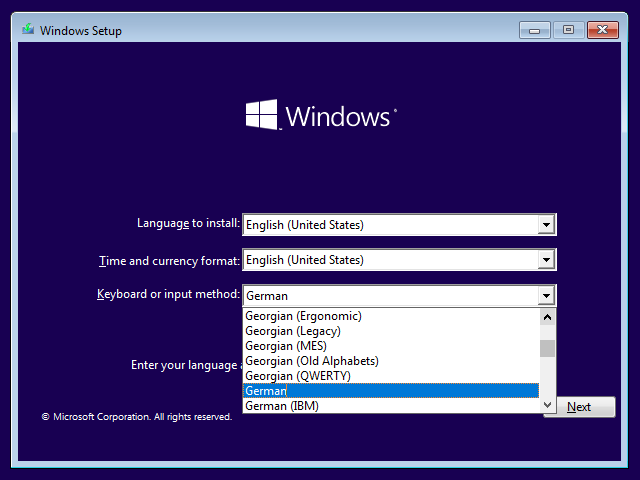 Windows Setup
Windows
Language to install: English (United States)
Time and currency format: English (United States)
Keyboard or input method: German
Georgian (Ergonomic)
Georgian (Legacy)
Georgian (MES)
Georgian (Old Alphabets)
Enter your language
Georgian (QWERTY)
German
German (IBM)
© Microsoft Corporation. All rights reserved.
Next